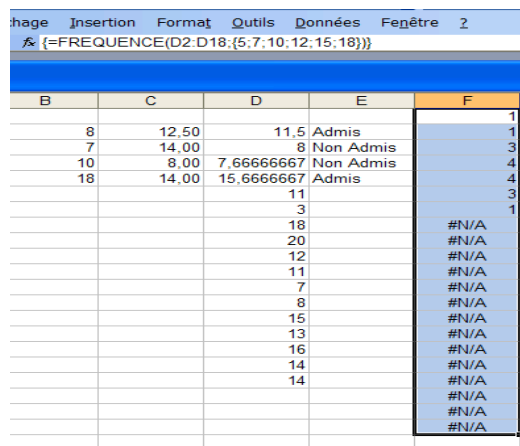 hage Insertion Format Outils Données Fenêtre ?
fx {=FREQUENCE(D2:D18;{5;7;10;12;15;18})}
B C D E F
1
8 12,50 11,5 Admis 1
7 14,00 8 Non Admis 3
10 8,00 7,66666667 Non Admis 4
18 14,00 15,6666667 Admis 4
11 3
3 1
18 #N/A
20 #N/A
12 #N/A
11 #N/A
7 #N/A
8 #N/A
15 #N/A
13 #N/A
16 #N/A
14 #N/A
14 #N/A
#N/A
#N/A
#N/A